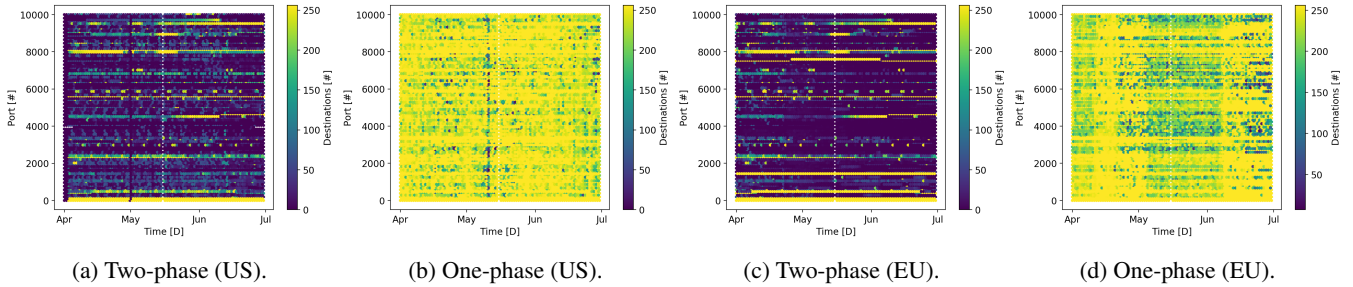 10000
8000
6000
4000
2000
0
Port [#]
Apr May Jun Jul
Time [D]
250
200
150
100
50
0
Destinations [#]
(a) Two-phase (US).
10000
8000
6000
4000
2000
0
Port [#]
Apr May Jun Jul
Time [D]
250
200
150
100
50
Destinations [#]
(b) One-phase (US).
10000
8000
6000
4000
2000
0
Port [#]
Apr May Jun Jul
Time [D]
250
200
150
100
50
0
Destinations [#]
(c) Two-phase (EU).
10000
8000
6000
4000
2000
0
Port [#]
Apr May Jun Jul
Time [D]
250
200
150
100
50
Destinations [#]
(d) One-phase (EU).